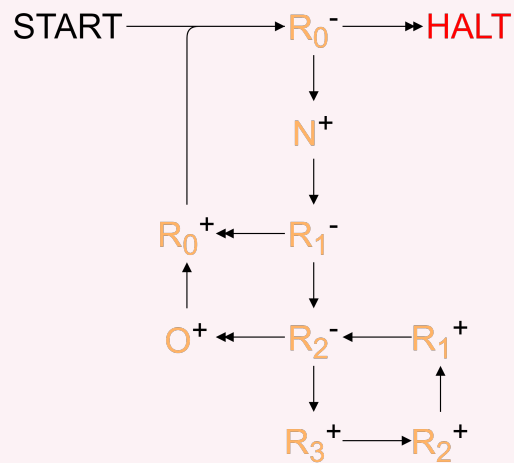 START R₀⁻ HALT
N⁺
R₀⁺ R₁⁻
O⁺ R₂⁻ R₁⁺
R₃⁺ R₂⁺